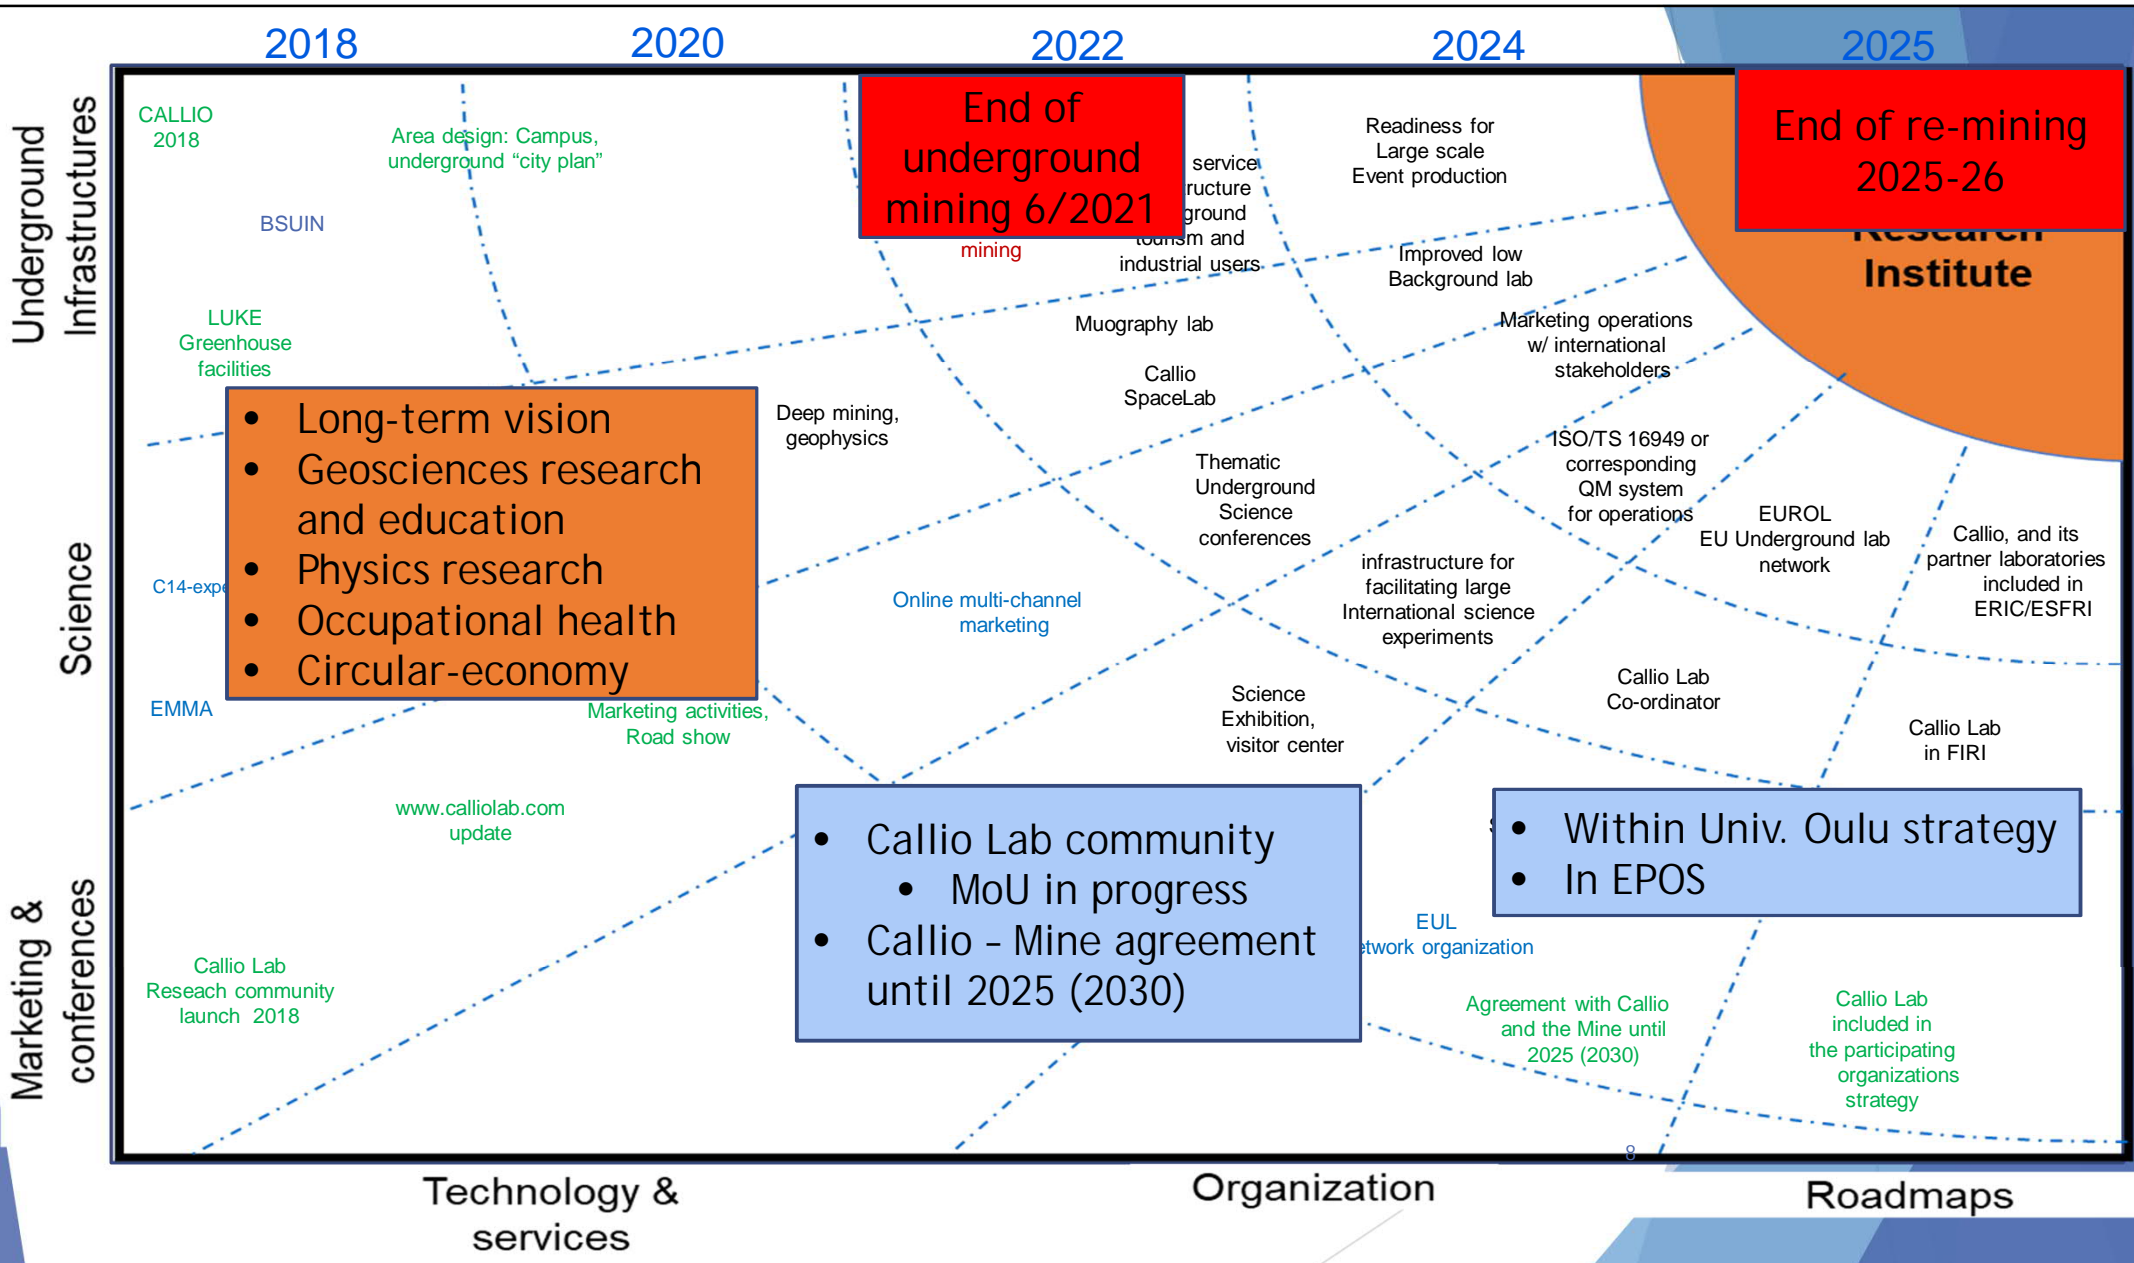 2018
2020
2022
2024
2025
Underground
Infrastructures
Science
Marketing &
conferences
CALLIO
2018
Area design: Campus,
underground “city plan”
BSUIN
LUKE
Greenhouse
facilities
End of
underground
mining 6/2021
mining
service
tourism and
industrial users
Readiness for
Large scale
Event production
End of re-mining
2025-26
Research
Institute
Improved low
Background lab
Muography lab
Callio
SpaceLab
Marketing operations
w/ international
stakeholders
• Long-term vision
• Geosciences research
and education
• Physics research
• Occupational health
• Circular-economy
Deep mining,
geophysics
Thematic
Underground
Science
conferences
ISO/TS 16949 or
corresponding
QM system
for operations
EUROL
EU Underground lab
network
Callio, and its
partner laboratories
included in
ERIC/ESFRI
C14-expe
EMMA
Online multi-channel
marketing
infrastructure for
facilitating large
International science
experiments
Marketing activities,
Road show
Science
Exhibition,
visitor center
Callio Lab
Co-ordinator
Callio Lab
in FIRI
www.calliolab.com
update
• Callio Lab community
• MoU in progress
• Callio – Mine agreement
until 2025 (2030)
• Within Univ. Oulu strategy
• In EPOS
EUL
etwork organization
Callio Lab
Reseach community
launch 2018
Agreement with Callio
and the Mine until
2025 (2030)
Callio Lab
included in
the participating
organizations
strategy
8
Technology &
services
Organization
Roadmaps